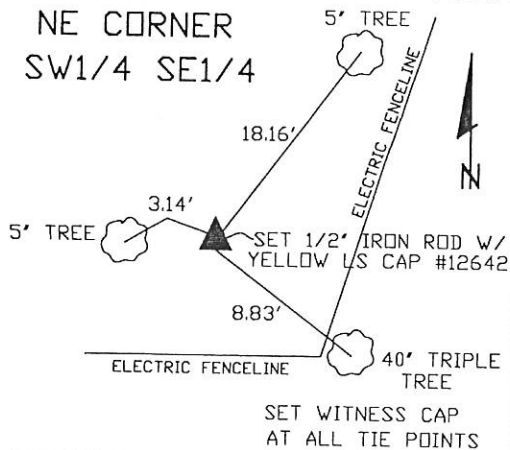 NE CORNER
SW1/4 SE1/4
5" TREE
ELECTRIC FENCELINE
18.16'
N
3.14'
5" TREE
SET 1/2" IRON ROD W/
YELLOW LS CAP #12642
8.83'
ELECTRIC FENCELINE
40" TRIPLE
TREE
SET WITNESS CAP
AT ALL TIE POINTS